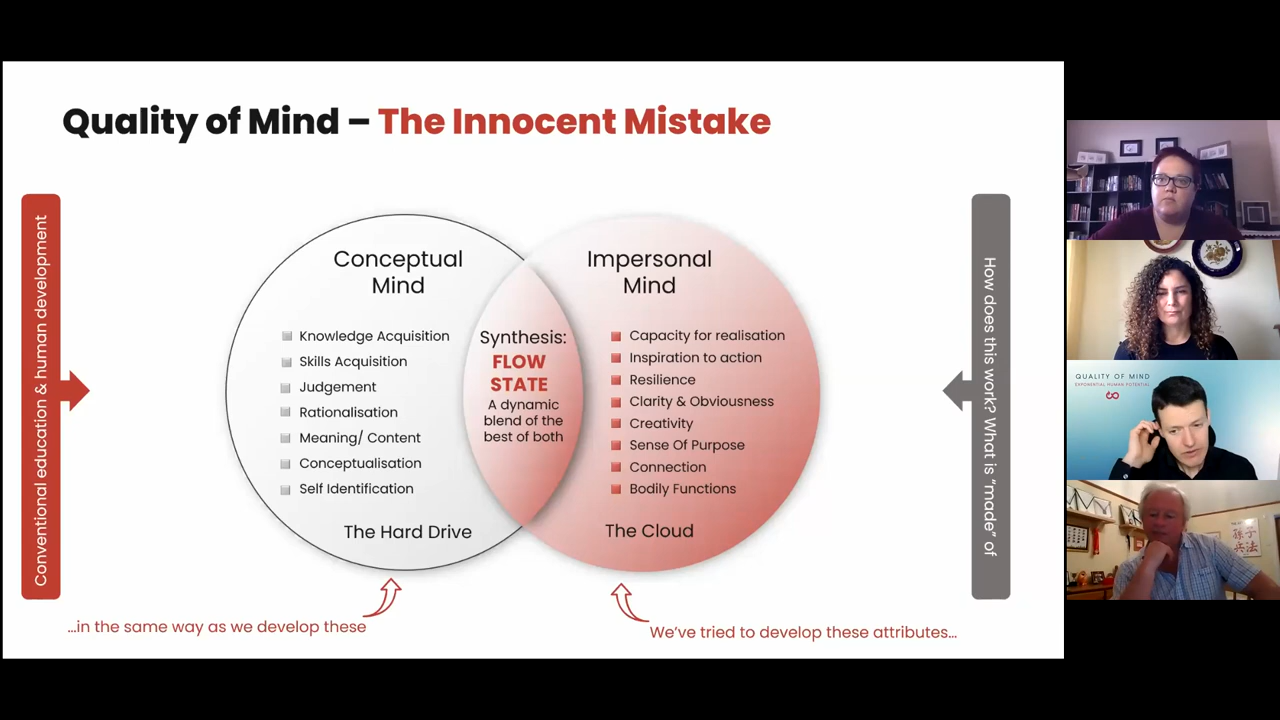 Quality of Mind – The Innocent Mistake
Conventional education & human development
Conceptual
Mind
Knowledge Acquisition
Skills Acquisition
Judgement
Rationalisation
Meaning/ Content
Conceptualisation
Self Identification
The Hard Drive
Synthesis:
FLOW
STATE
A dynamic
blend of the
best of both
Impersonal
Mind
Capacity for realisation
Inspiration to action
Resilience
Clarity & Obviousness
Creativity
Sense Of Purpose
Connection
Bodily Functions
The Cloud
How does this work? What is “made” of
...in the same way as we develop these
We’ve tried to develop these attributes...
QUALITY OF MIND
EXPONENTIAL HUMAN POTENTIAL
孫子
兵法